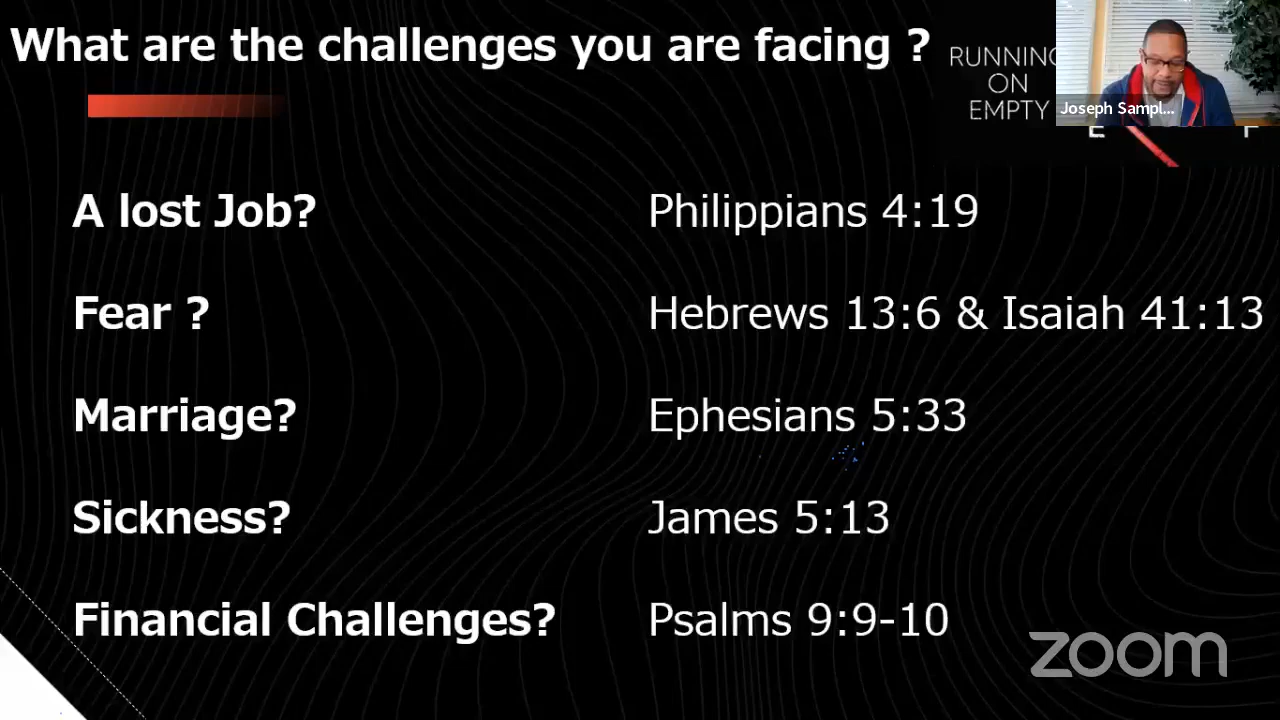 What are the challenges you are facing ?
RUNNING
ON
EMPTY
Joseph Sampl...
E F
A lost Job? Philippians 4:19
Fear ? Hebrews 13:6 & Isaiah 41:13
Marriage? Ephesians 5:33
Sickness? James 5:13
Financial Challenges? Psalms 9:9-10
zoom